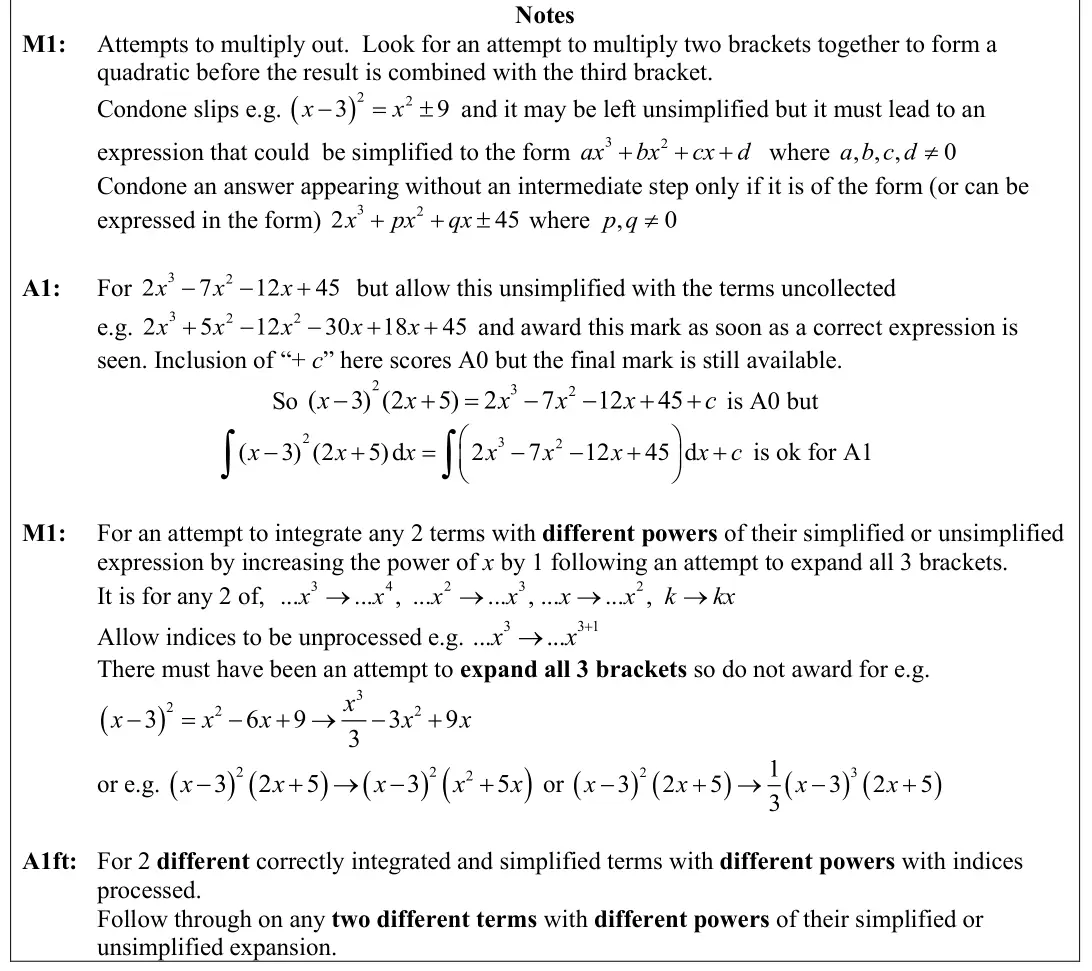 Notes
M1: Attempts to multiply out. Look for an attempt to multiply two brackets together to form a
quadratic before the result is combined with the third bracket.
Condone slips e.g. (x − 3)² = x² ± 9 and it may be left unsimplified but it must lead to an
expression that could be simplified to the form ax³ + bx² + cx + d where a, b, c, d ≠ 0
Condone an answer appearing without an intermediate step only if it is of the form (or can be
expressed in the form) 2x³ + px² + qx ± 45 where p, q ≠ 0
A1: For 2x³ − 7x² − 12x + 45 but allow this unsimplified with the terms uncollected
e.g. 2x³ + 5x² − 12x² − 30x + 18x + 45 and award this mark as soon as a correct expression is
seen. Inclusion of “+ c” here scores A0 but the final mark is still available.
So (x − 3)² (2x + 5) = 2x³ − 7x² − 12x + 45 + c is A0 but
∫(x − 3)² (2x + 5) dx = ∫(2x³ − 7x² − 12x + 45)dx + c is ok for A1
M1: For an attempt to integrate any 2 terms with different powers of their simplified or unsimplified
expression by increasing the power of x by 1 following an attempt to expand all 3 brackets.
It is for any 2 of, ...x³ → ...x⁴, ...x² → ...x³, ...x → ...x², k → kx
Allow indices to be unprocessed e.g. ...x³ → ...x³⁺¹
There must have been an attempt to expand all 3 brackets so do not award for e.g.
(x − 3)² = x² − 6x + 9 → x³/3 − 3x² + 9x
or e.g. (x − 3)² (2x + 5) → (x − 3)² (x² + 5x) or (x − 3)² (2x + 5) → 1/3 (x − 3)³ (2x + 5)
A1ft: For 2 different correctly integrated and simplified terms with different powers with indices
processed.
Follow through on any two different terms with different powers of their simplified or
unsimplified expansion.